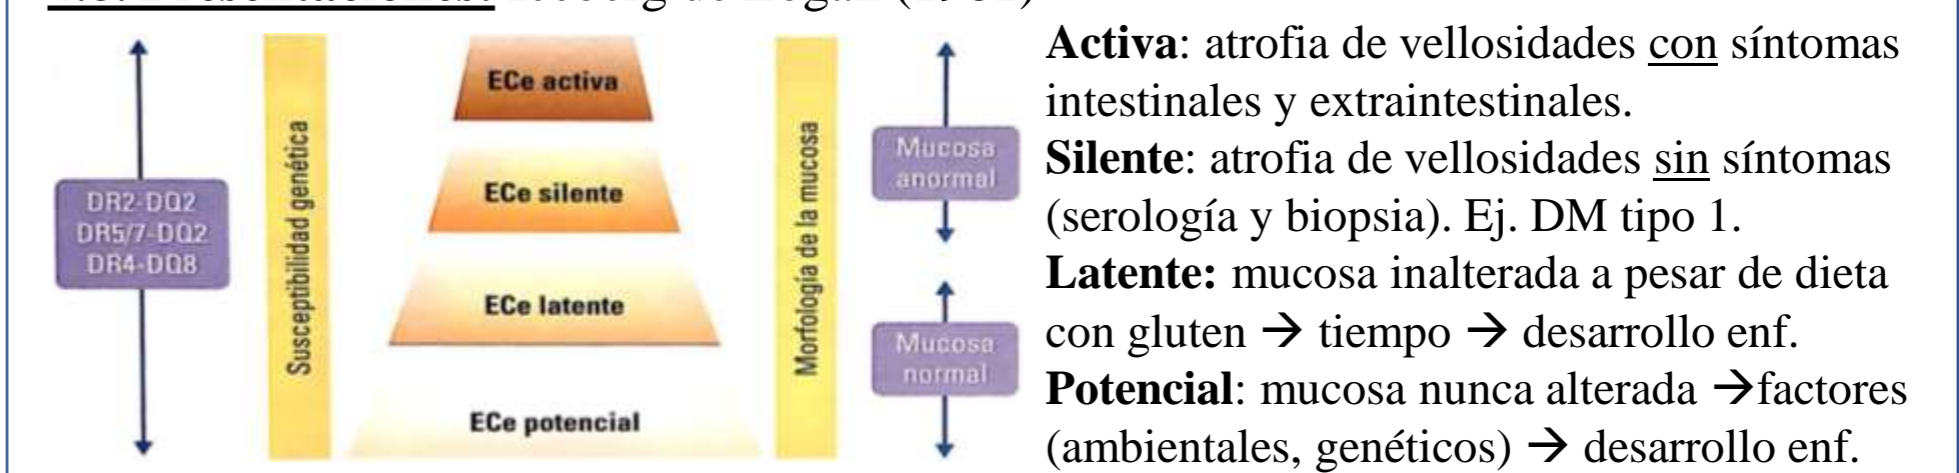 DR2-DQ2
DR5/7-DQ2
DR4-DQ8
Susceptibilidad genética
ECe activa
ECe silente
ECe latente
ECe potencial
Morfología de la mucosa
Mucosa
anormal
Mucosa
normal
Activa: atrofia de vellosidades con síntomas
intestinales y extraintestinales.
Silente: atrofia de vellosidades sin síntomas
(serología y biopsia). Ej. DM tipo 1.
Latente: mucosa inalterada a pesar de dieta
con gluten → tiempo → desarrollo enf.
Potencial: mucosa nunca alterada →factores
(ambientales, genéticos) → desarrollo enf.